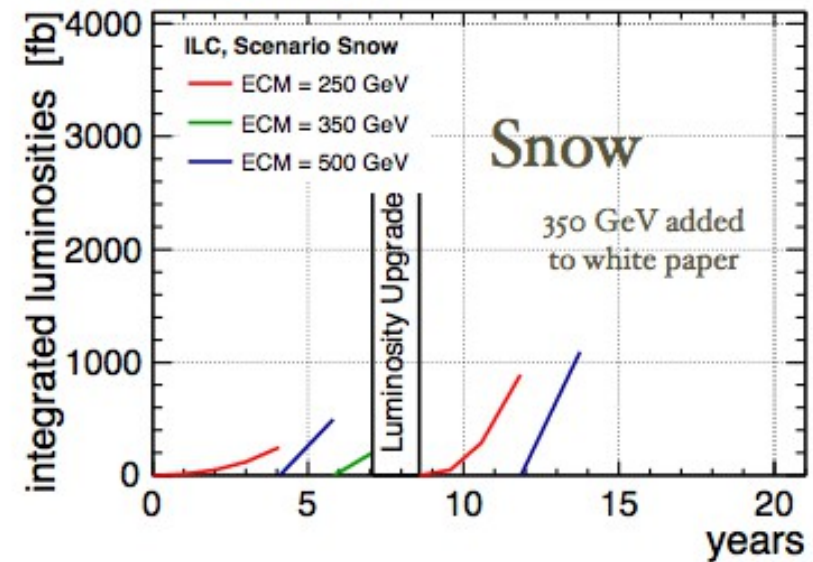 integrated luminosities [fb]
4000
3000
2000
1000
0
ILC, Scenario Snow
ECM = 250 GeV
ECM = 350 GeV
ECM = 500 GeV
Snow
350 GeV added
to white paper
Luminosity Upgrade
0 5 10 15 20
years